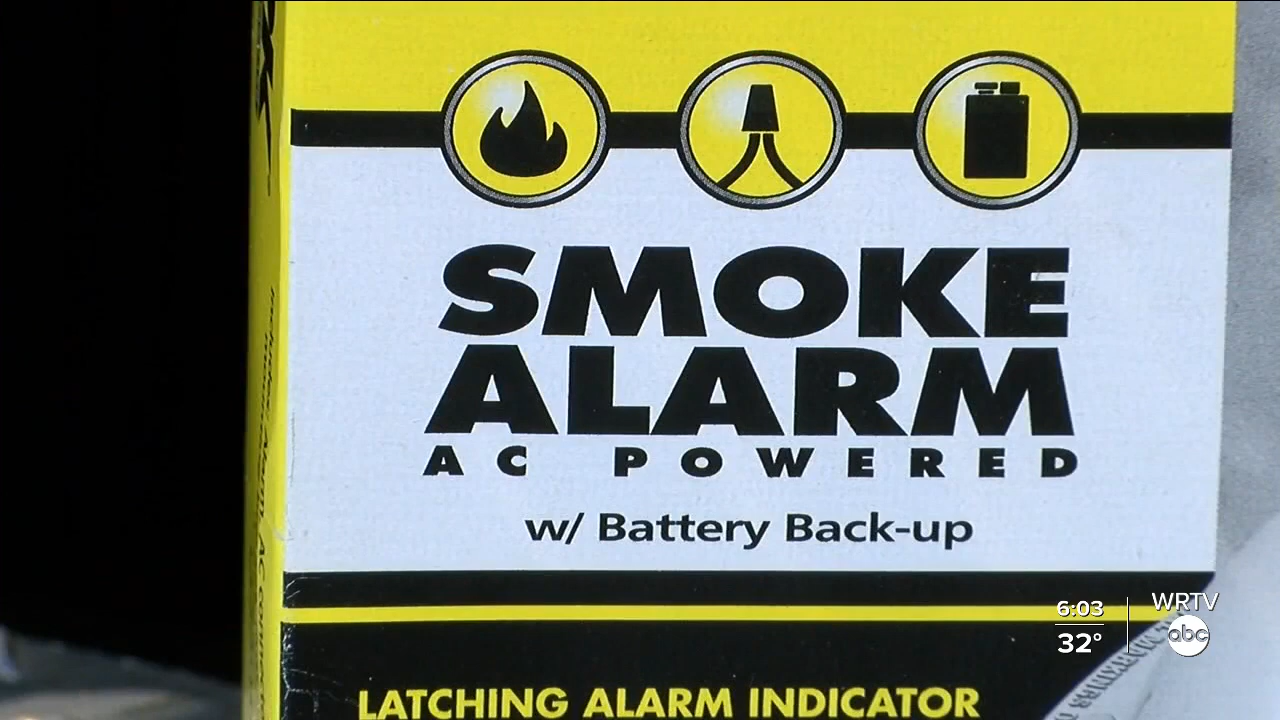 SMOKE
ALARM
AC POWERED
w/ Battery Back-up
LATCHING ALARM INDICATOR
6:03
32°
WRTV
abc